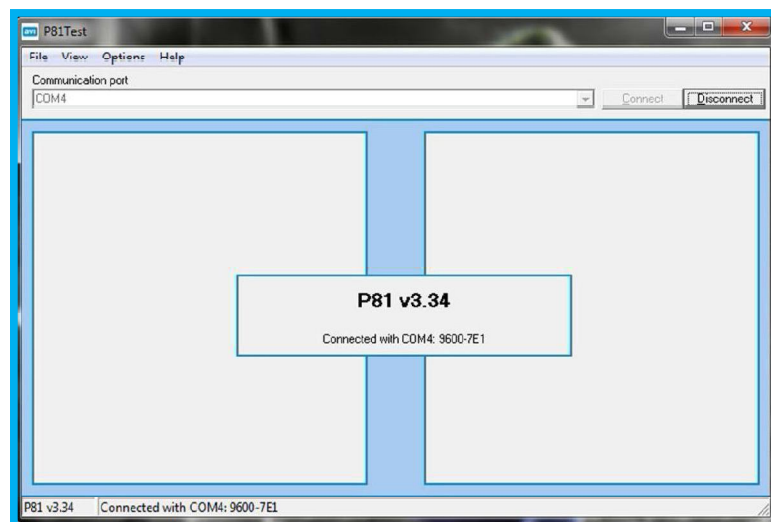 P81Test
File View Options Help
Communication port
COM4
Connect Disconnect
P81 v3.34
Connected with COM4: 9600-7E1
P81 v3.34 Connected with COM4: 9600-7E1